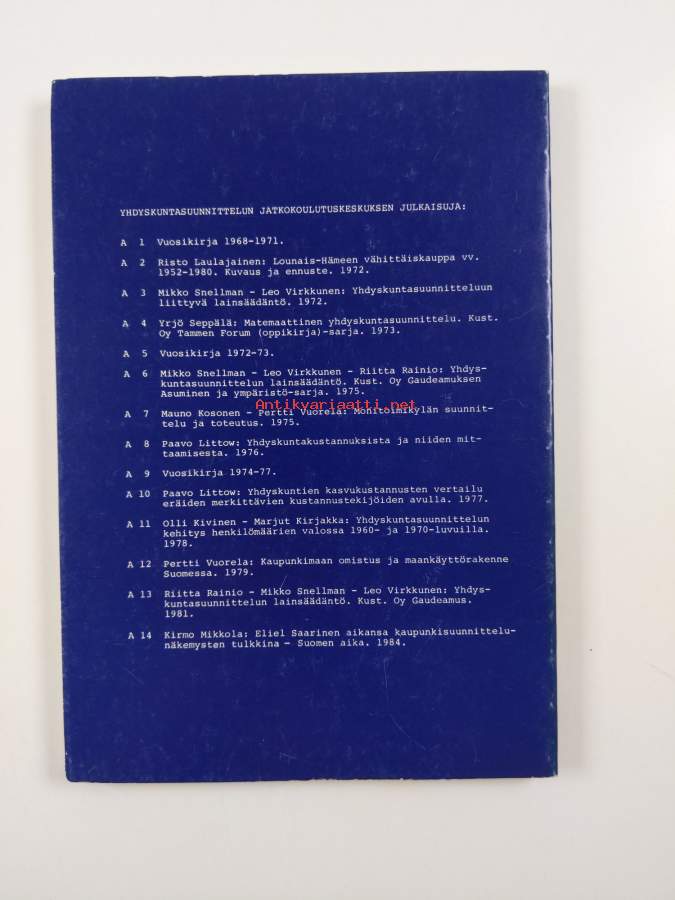 YHDYSKUNTASUUNNITTELUN JATKOKOULUTUSKESKUKSEN JULKAISUJA:
A 1 Vuosikirja 1968-1971.
A 2 Risto Laulajainen: Lounais-Hämeen vähittäiskauppa vv.
1952-1980. Kuvaus ja ennuste. 1972.
A 3 Mikko Snellman - Leo Virkkunen: Yhdyskuntasuunnitteluun
liittyvä lainsäädäntö. 1972.
A 4 Yrjö Seppälä: Matemaattinen yhdyskuntasuunnittelu. Kust.
Oy Tammen Forum (oppikirja)-sarja. 1973.
A 5 Vuosikirja 1972-73.
A 6 Mikko Snellman - Leo Virkkunen - Riitta Rainio: Yhdys-
kuntasuunnittelun lainsäädäntö. Kust. Oy Gaudeamuksen
Asuminen ja ympäristö-sarja. 1975.
Antikvariaatti.net
A 7 Mauno Kosonen - Pertti Vuorela: Monitoimikylän suunnit-
telu ja toteutus. 1975.
A 8 Paavo Littow: Yhdyskuntakustannuksista ja niiden mit-
taamisesta. 1976.
A 9 Vuosikirja 1974-77.
A 10 Paavo Littow: Yhdyskuntien kasvukustannusten vertailu
eräiden merkittävien kustannustekijöiden avulla. 1977.
A 11 Olli Kivinen - Marjut Kirjakka: Yhdyskuntasuunnittelun
kehitys henkilömäärien valossa 1960- ja 1970-luvuilla.
1978.
A 12 Pertti Vuorela: Kaupunkimaan omistus ja maankäyttörakenne
Suomessa. 1979.
A 13 Riitta Rainio - Mikko Snellman - Leo Virkkunen: Yhdys-
kuntasuunnittelun lainsäädäntö. Kust. Oy Gaudeamus.
1981.
A 14 Kirmo Mikkola: Eliel Saarinen aikansa kaupunkisuunnittelu-
näkemysten tulkkina - Suomen aika. 1984.